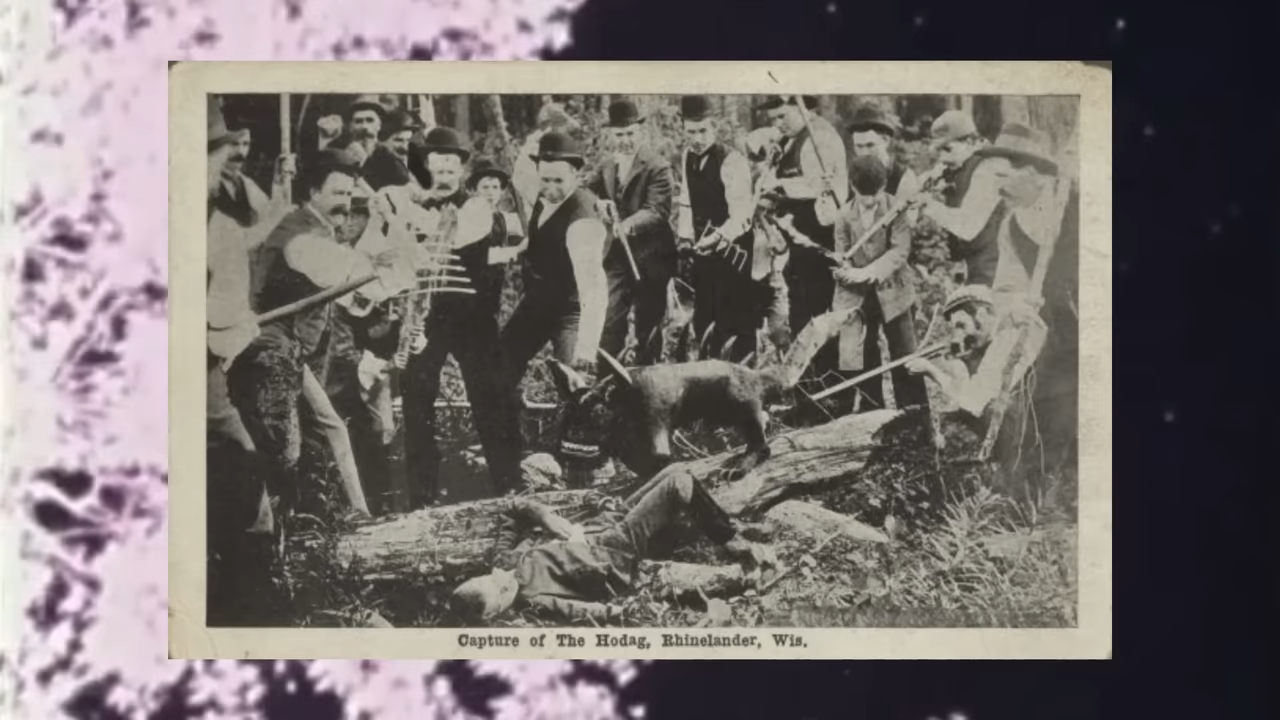 Capture of The Hodag, Rhinelander, Wis.